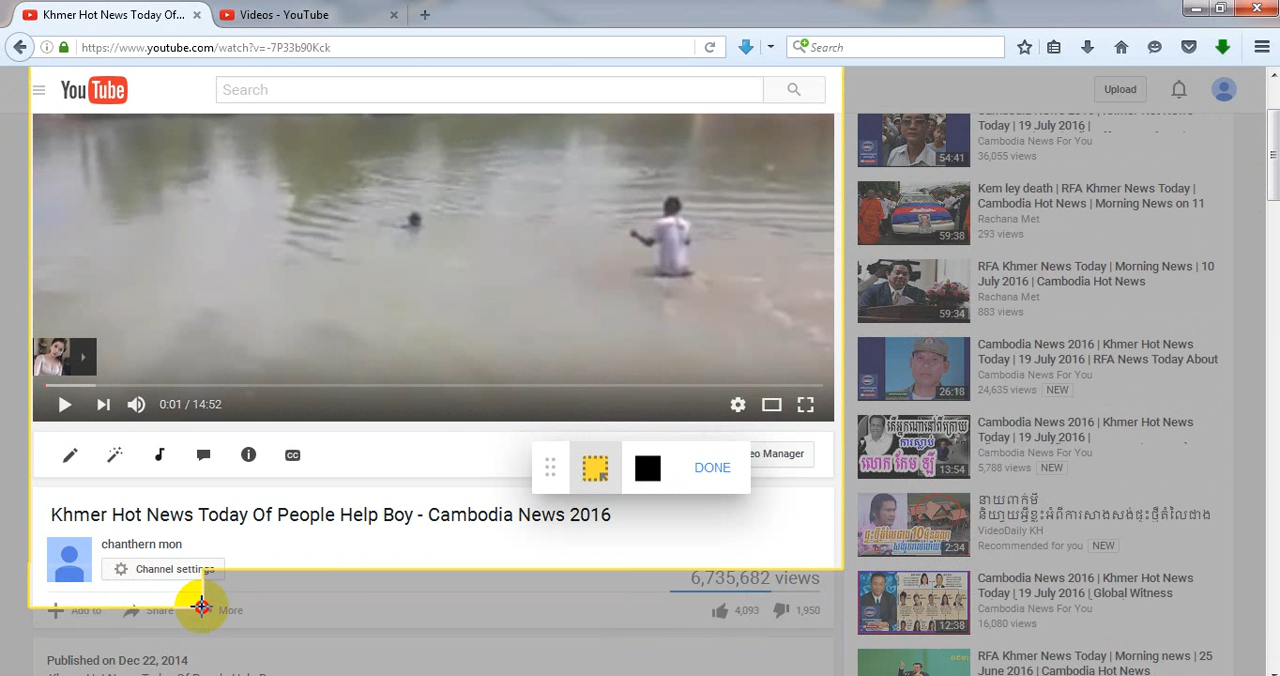 Khmer Hot News Today Of...
Videos - YouTube
https://www.youtube.com/watch?v=-7P33b90Kck
Search
YouTube
Search
Upload
0:01 / 14:52
CC
eo Manager
DONE
Khmer Hot News Today Of People Help Boy - Cambodia News 2016
chanthern mon
Channel settings
6,735,682 views
Add to
Share
More
4,093
1,950
Published on Dec 22, 2014
Today | 19 July 2016 |
Cambodia News For You
36,055 views
54:41
Kem ley death | RFA Khmer News Today |
Cambodia Hot News | Morning News on 11
Rachana Met
293 views
59:38
RFA Khmer News Today | Morning News | 10
July 2016 | Cambodia Hot News
Rachana Met
883 views
59:34
Cambodia News 2016 | Khmer Hot News
Today | 19 July 2016 | RFA News Today About
Cambodia News For You
24,635 views NEW
26:18
Cambodia News 2016 | Khmer Hot News
Today | 19 July 2016 |
Cambodia News For You
5,788 views NEW
13:54
VideoDaily KH
Recommended for you NEW
2:34
Cambodia News 2016 | Khmer Hot News
Today | 19 July 2016 | Global Witness
Cambodia News For You
16,080 views
12:38
RFA Khmer News Today | Morning news | 25
June 2016 | Cambodia Hot News